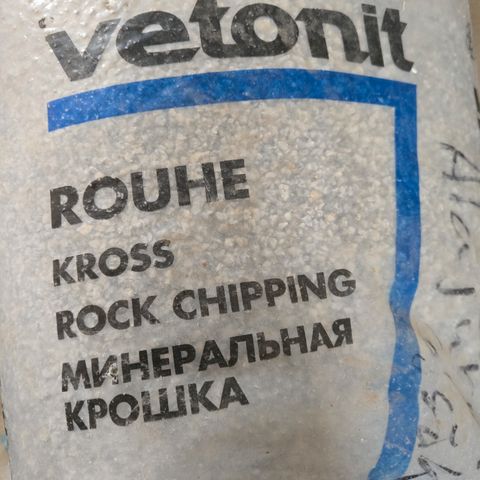 vetonit
ROUHE
KROSS
ROCK CHIPPING
МИНЕРАЛЬНАЯ
КРОШКА